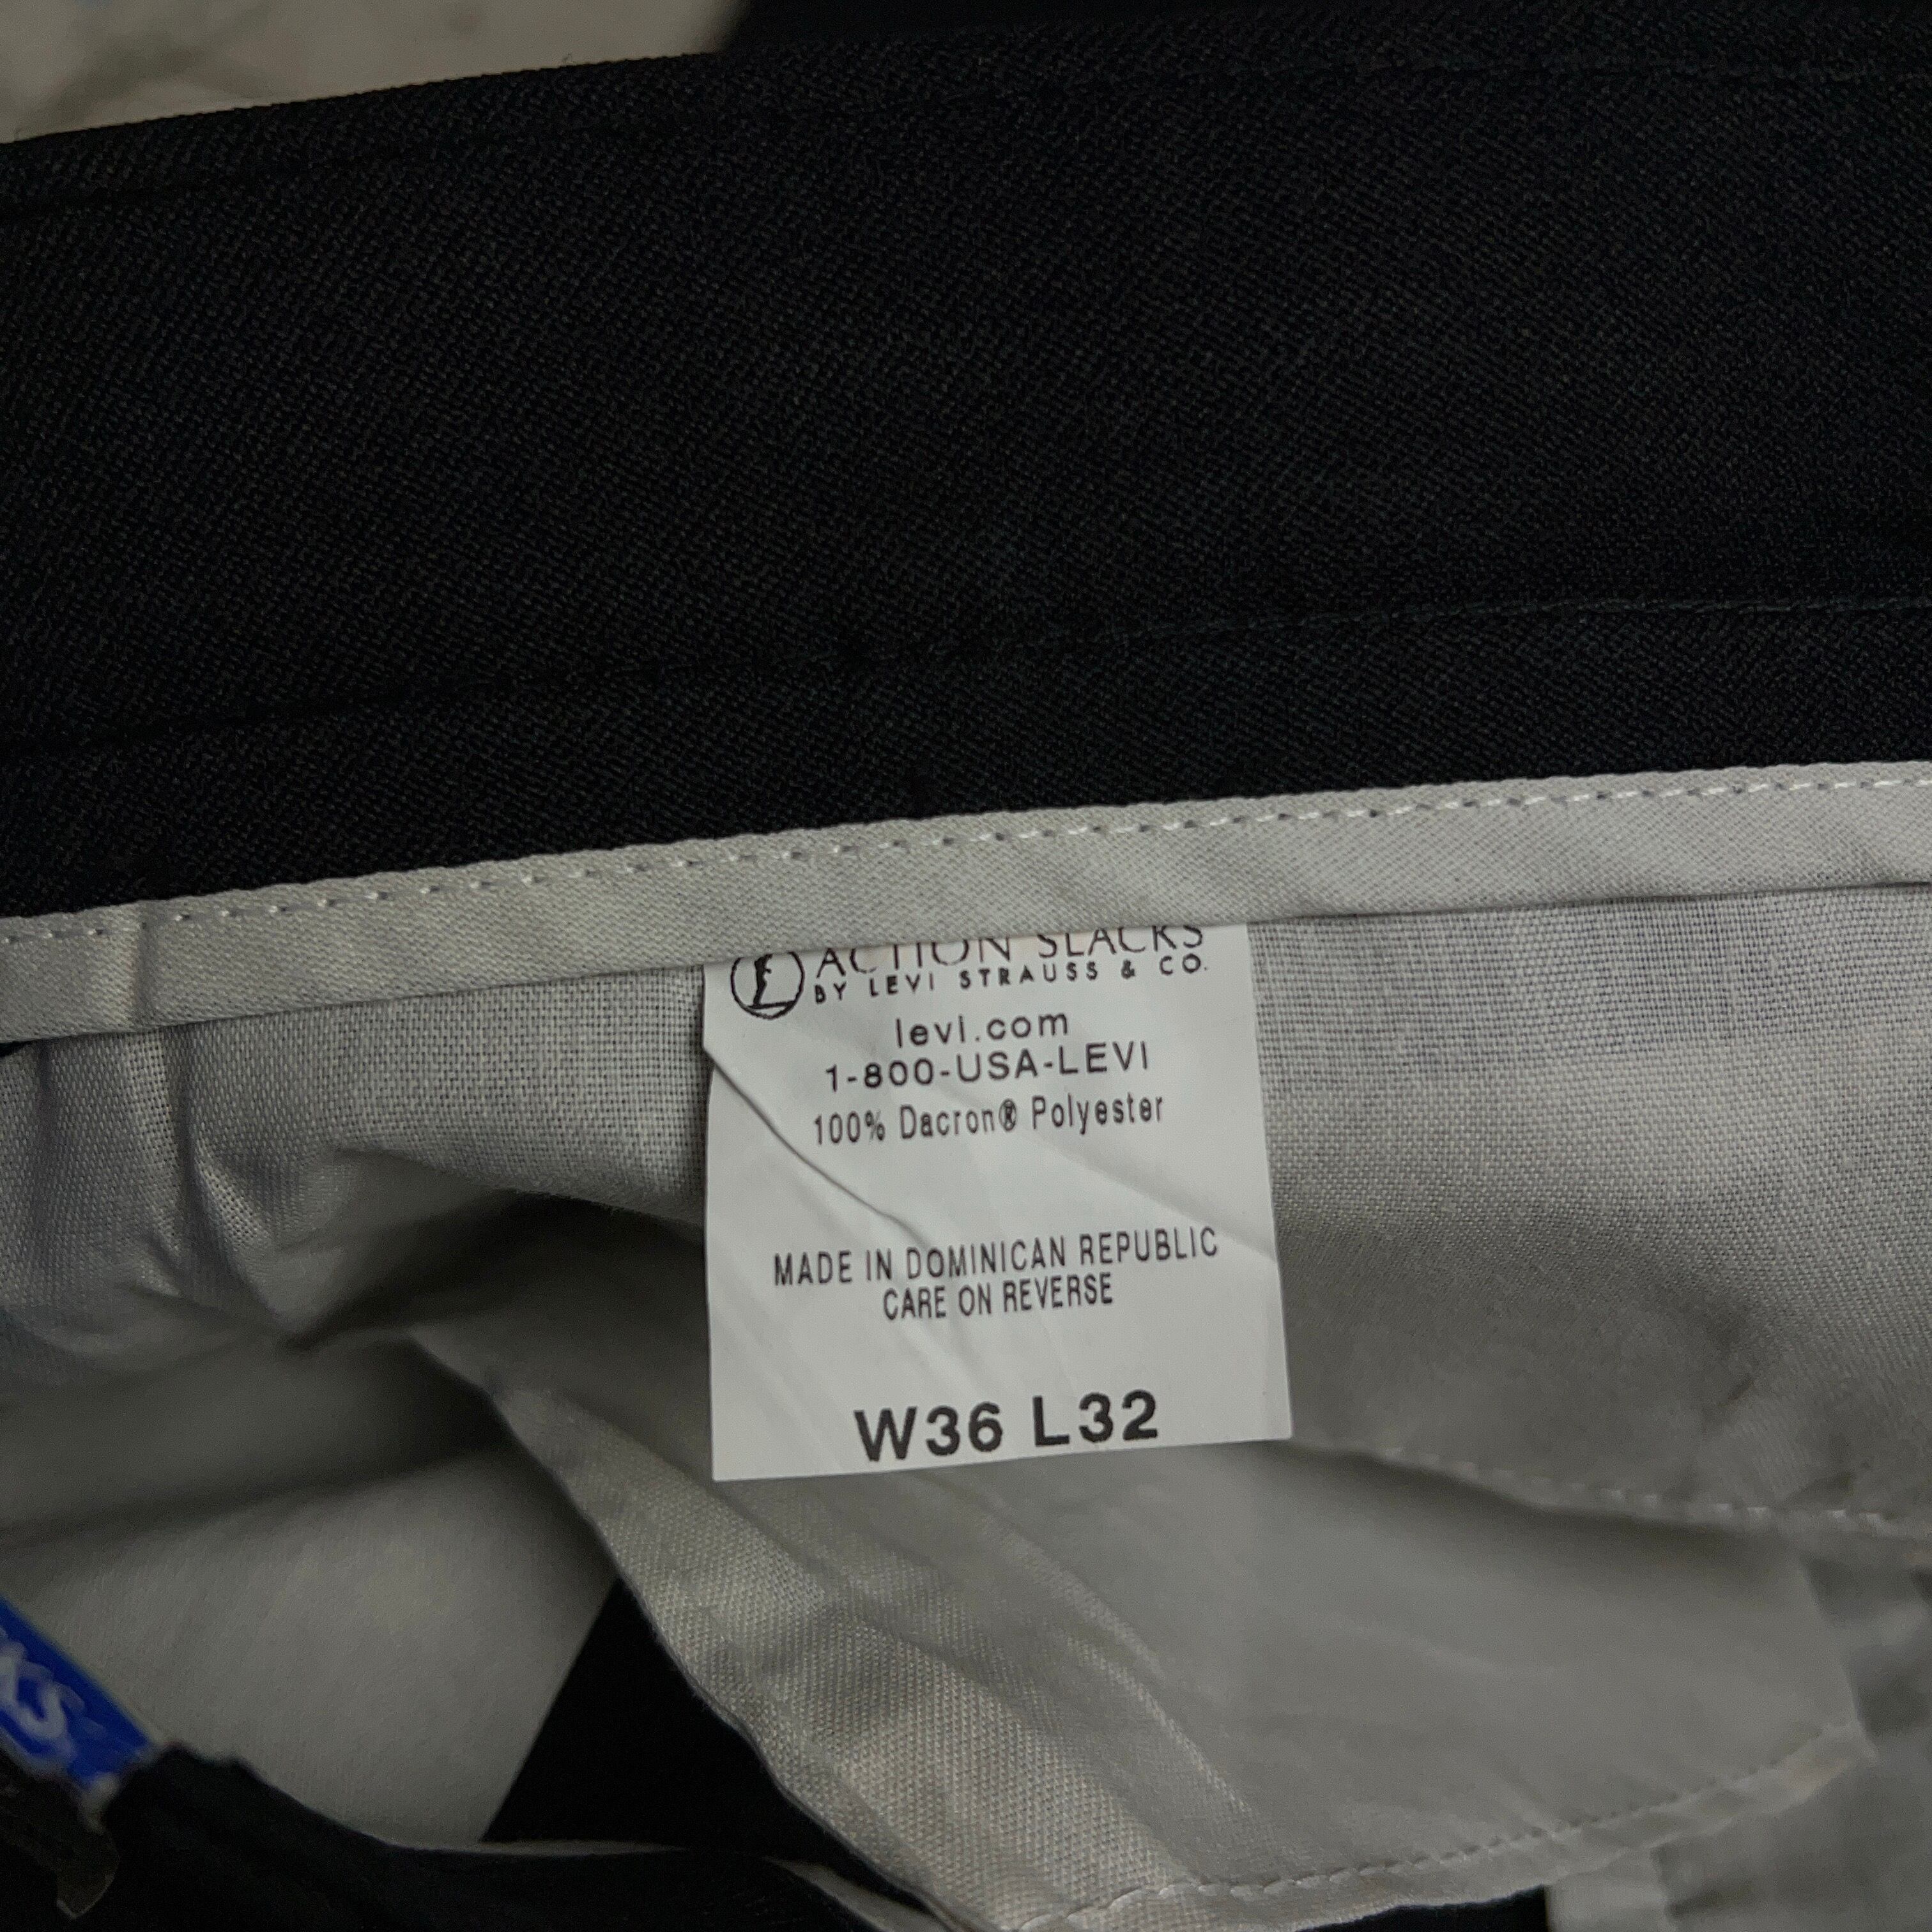 ACTION SLACKS
BY LEVI STRAUSS & CO.
levi.com
1-800-USA-LEVI
100% Dacron® Polyester
MADE IN DOMINICAN REPUBLIC
CARE ON REVERSE
W36 L32